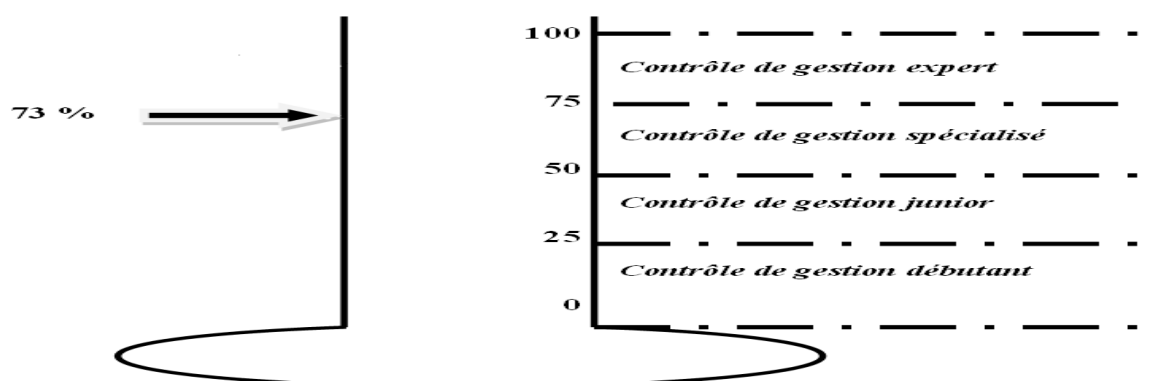 100
Contrôle de gestion expert
73 %
75
Contrôle de gestion spécialisé
50
Contrôle de gestion junior
25
Contrôle de gestion débutant
0